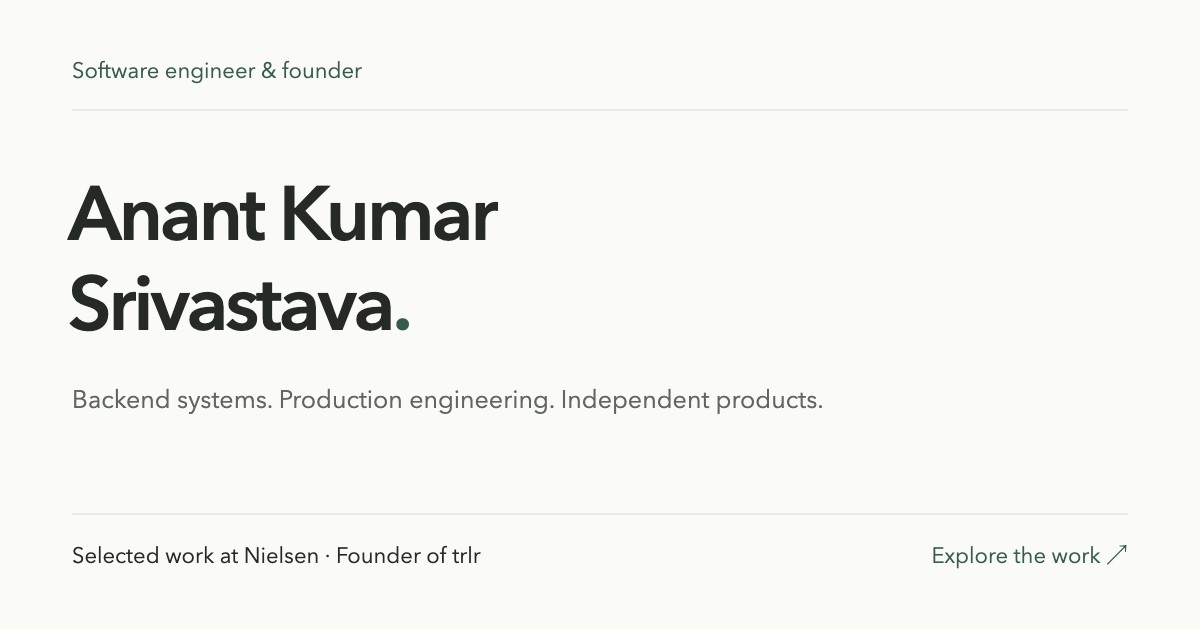 Software engineer & founder
Anant Kumar
Srivastava.
Backend systems. Production engineering. Independent products.
Selected work at Nielsen · Founder of trlr
Explore the work ↗